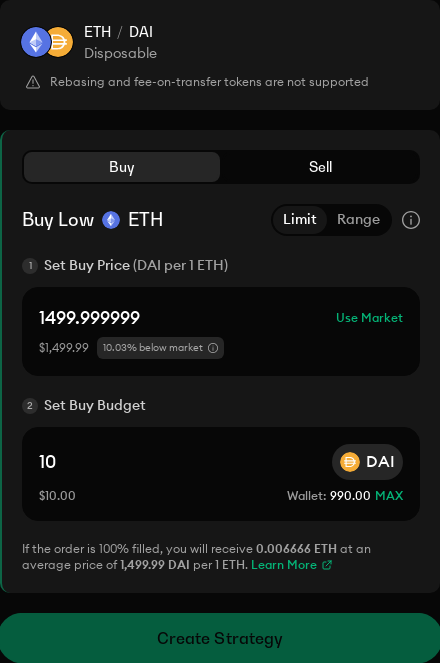 ETH / DAI
Disposable
Rebasing and fee-on-transfer tokens are not supported
Buy Sell
Buy Low ETH Limit Range
1 Set Buy Price (DAI per 1 ETH)
1499.999999 Use Market
$1,499.99 10.03% below market
2 Set Buy Budget
10 DAI
$10.00 Wallet: 990.00 MAX
If the order is 100% filled, you will receive 0.006666 ETH at an
average price of 1,499.99 DAI per 1 ETH. Learn More
Create Strategy